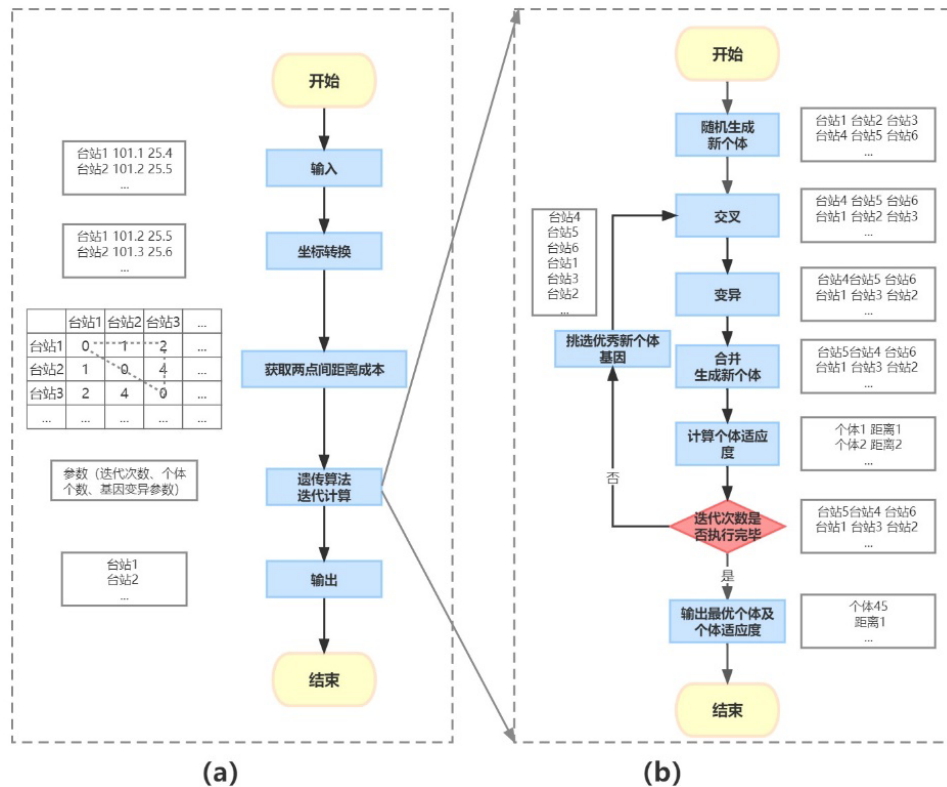 开始
输入
坐标转换
获取两点间距离成本
遗传算法
迭代计算
输出
结束
台站1 101.1 25.4
台站2 101.2 25.5
...
台站1 101.2 25.5
台站2 101.3 25.6
...
台站1 台站2 台站3 ...
台站1 0 1 2 ...
台站2 1 0 4 ...
台站3 2 4 0 ...
... ... ... ... ...
参数（迭代次数、个体
个数、基因变异参数）
台站1
台站2
...
(a)
开始
随机生成
新个体
交叉
变异
合并
生成新个体
计算个体适应
度
迭代次数是
否执行完毕
是
否
挑选优秀新个体
基因
输出最优个体及
个体适应度
结束
台站4
台站5
台站6
台站1
台站3
台站2
...
台站1 台站2 台站3
台站4 台站5 台站6
...
台站4 台站5 台站6
台站1 台站2 台站3
...
台站4台站5 台站6
台站1 台站3 台站2
...
台站5台站4 台站6
台站1 台站3 台站2
...
个体1 距离1
个体2 距离2
...
台站5台站4 台站6
台站1 台站3 台站2
...
个体45
距离1
...
(b)